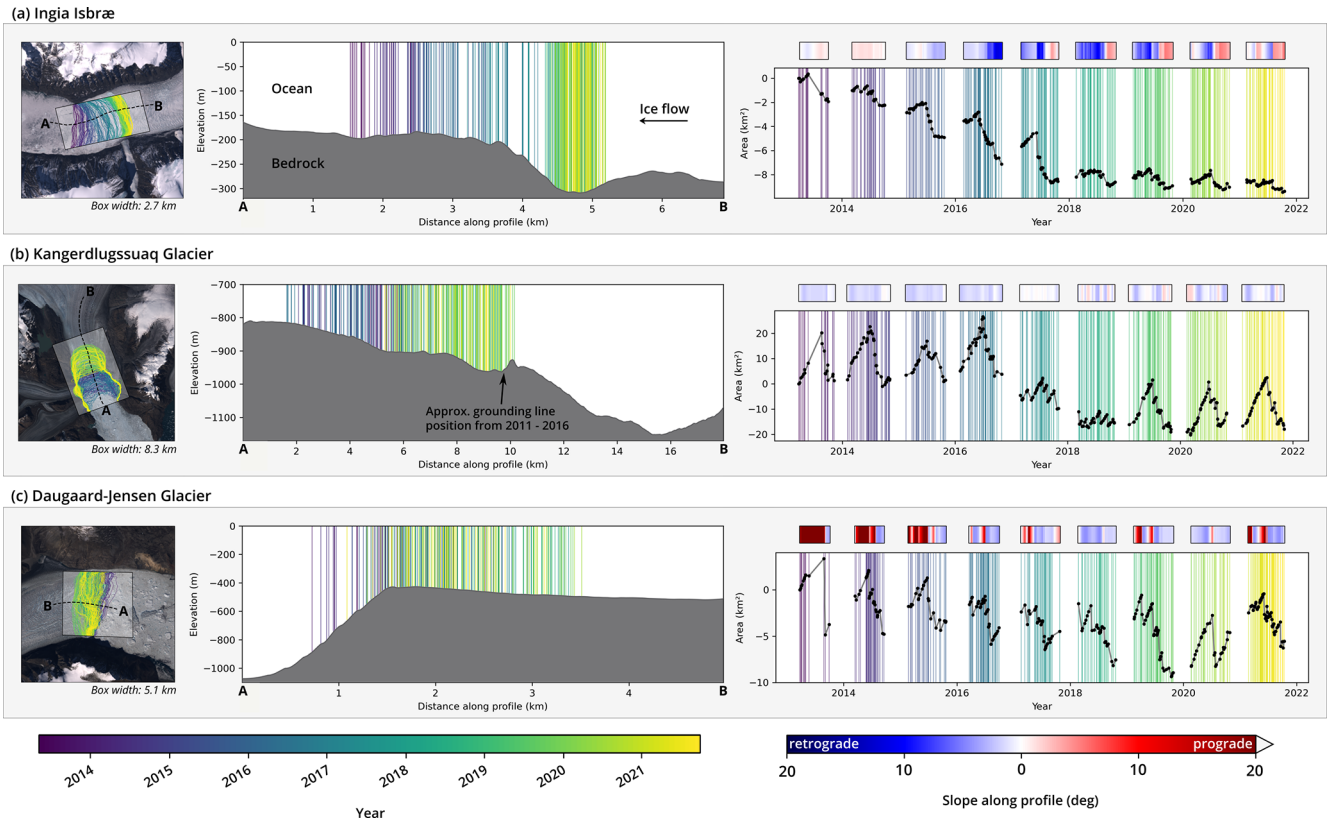 (a) Ingia Isbræ
A
B
Box width: 2.7 km
Elevation (m)
0
−50
−100
−150
−200
−250
−300
Ocean
Bedrock
Ice flow
A
1
2
3
4
5
6
B
Distance along profile (km)
Area (km²)
0
−2
−4
−6
−8
2014
2016
2018
2020
2022
Year
(b) Kangerdlugssuaq Glacier
B
A
Box width: 8.3 km
Elevation (m)
−700
−800
−900
−1000
−1100
Approx. grounding line
position from 2011 - 2016
A
2
4
6
8
10
12
14
16
B
Distance along profile (km)
Area (km²)
20
10
0
−10
−20
2014
2016
2018
2020
2022
Year
(c) Daugaard-Jensen Glacier
B
A
Box width: 5.1 km
Elevation (m)
0
−200
−400
−600
−800
−1000
A
1
2
3
4
B
Distance along profile (km)
Area (km²)
0
−5
−10
2014
2016
2018
2020
2022
Year
2014
2015
2016
2017
2018
2019
2020
2021
Year
retrograde
prograde
20
10
0
10
20
Slope along profile (deg)